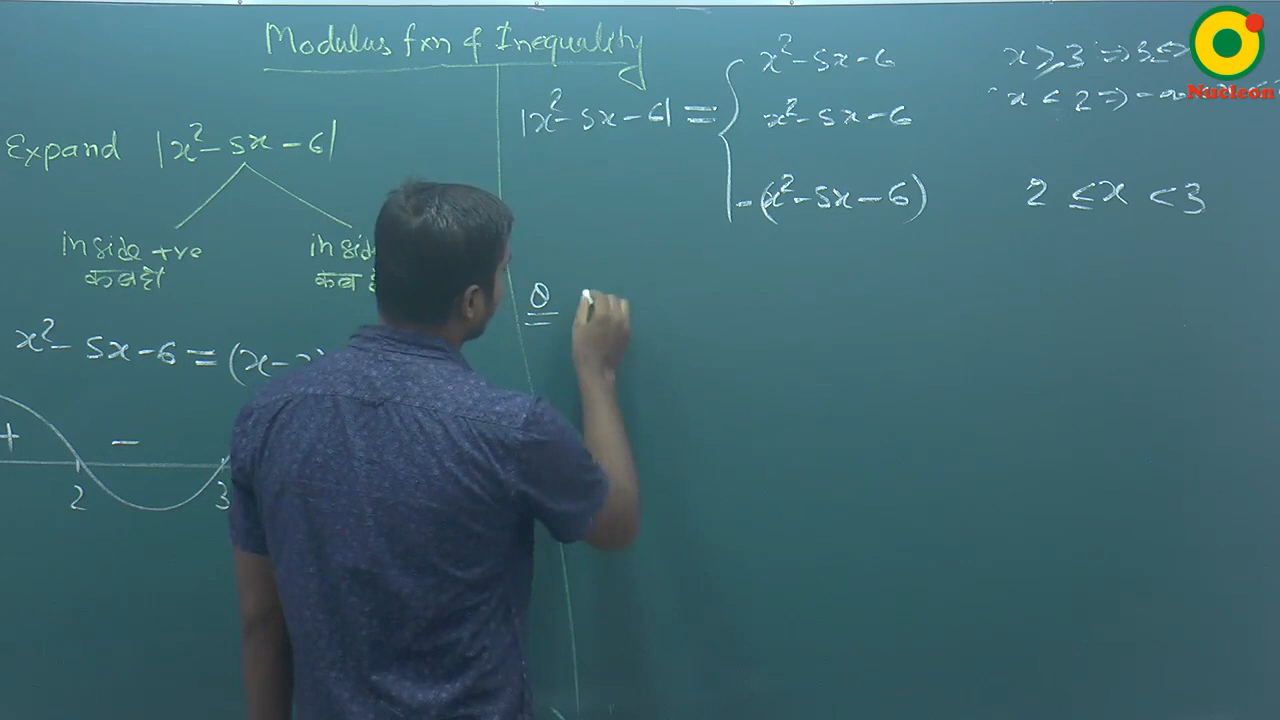 Modulus fxn & Inequality
Expand |x²-5x-6|
inside +ve
कब हो
inside
कब
x²-5x-6=(x-
+ -
2 3
|x²-5x-6| =
x²-5x-6 x≥3
x²-5x-6 x<2
-(x²-5x-6) 2≤x<3
Q
Nucleon